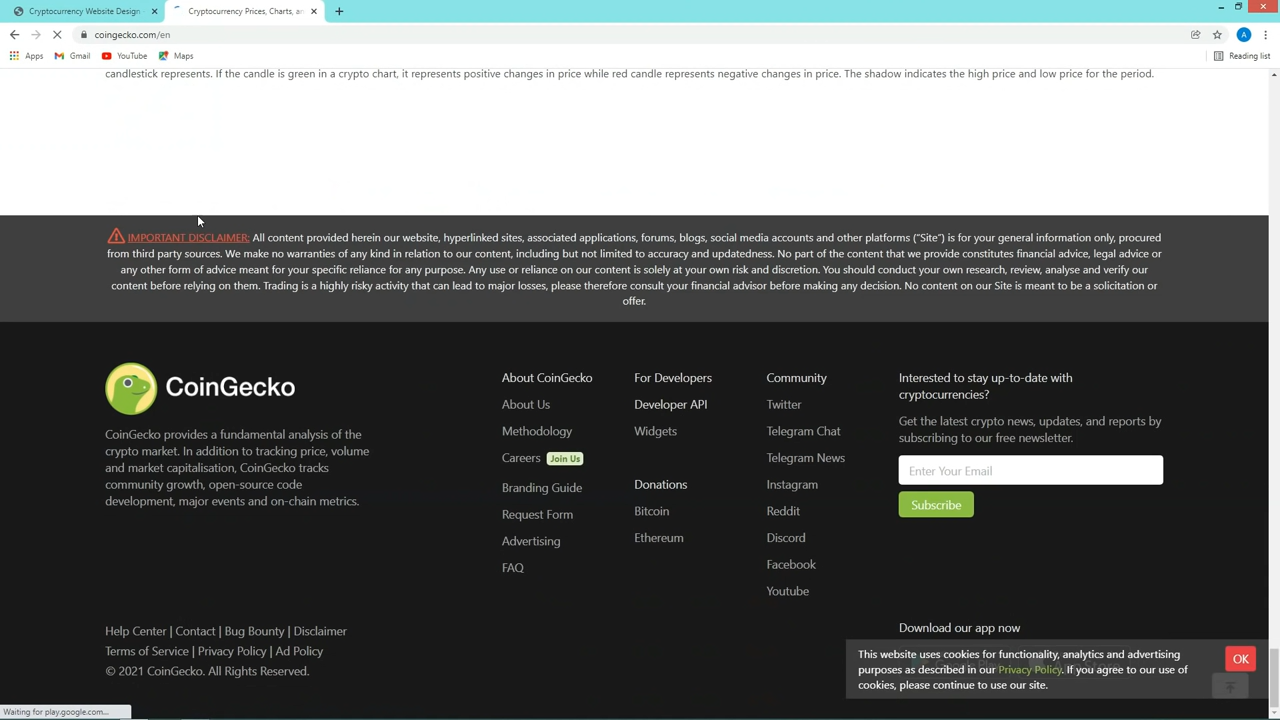 Cryptocurrency Website Design
Cryptocurrency Prices, Charts, an
coingecko.com/en
A
Apps
Gmail
YouTube
Maps
Reading list
candlestick represents. If the candle is green in a crypto chart, it represents positive changes in price while red candle represents negative changes in price. The shadow indicates the high price and low price for the period.
IMPORTANT DISCLAIMER: All content provided herein our website, hyperlinked sites, associated applications, forums, blogs, social media accounts and other platforms (“Site”) is for your general information only, procured
from third party sources. We make no warranties of any kind in relation to our content, including but not limited to accuracy and updatedness. No part of the content that we provide constitutes financial advice, legal advice or
any other form of advice meant for your specific reliance for any purpose. Any use or reliance on our content is solely at your own risk and discretion. You should conduct your own research, review, analyse and verify our
content before relying on them. Trading is a highly risky activity that can lead to major losses, please therefore consult your financial advisor before making any decision. No content on our Site is meant to be a solicitation or
offer.
CoinGecko
CoinGecko provides a fundamental analysis of the
crypto market. In addition to tracking price, volume
and market capitalisation, CoinGecko tracks
community growth, open-source code
development, major events and on-chain metrics.
About CoinGecko
About Us
Methodology
Careers Join Us
Branding Guide
Request Form
Advertising
FAQ
For Developers
Developer API
Widgets
Donations
Bitcoin
Ethereum
Community
Twitter
Telegram Chat
Telegram News
Instagram
Reddit
Discord
Facebook
Youtube
Interested to stay up-to-date with
cryptocurrencies?
Get the latest crypto news, updates, and reports by
subscribing to our free newsletter.
Enter Your Email
Subscribe
Download our app now
Help Center | Contact | Bug Bounty | Disclaimer
Terms of Service | Privacy Policy | Ad Policy
© 2021 CoinGecko. All Rights Reserved.
This website uses cookies for functionality, analytics and advertising
purposes as described in our Privacy Policy. If you agree to our use of
cookies, please continue to use our site.
OK
Waiting for play.google.com...